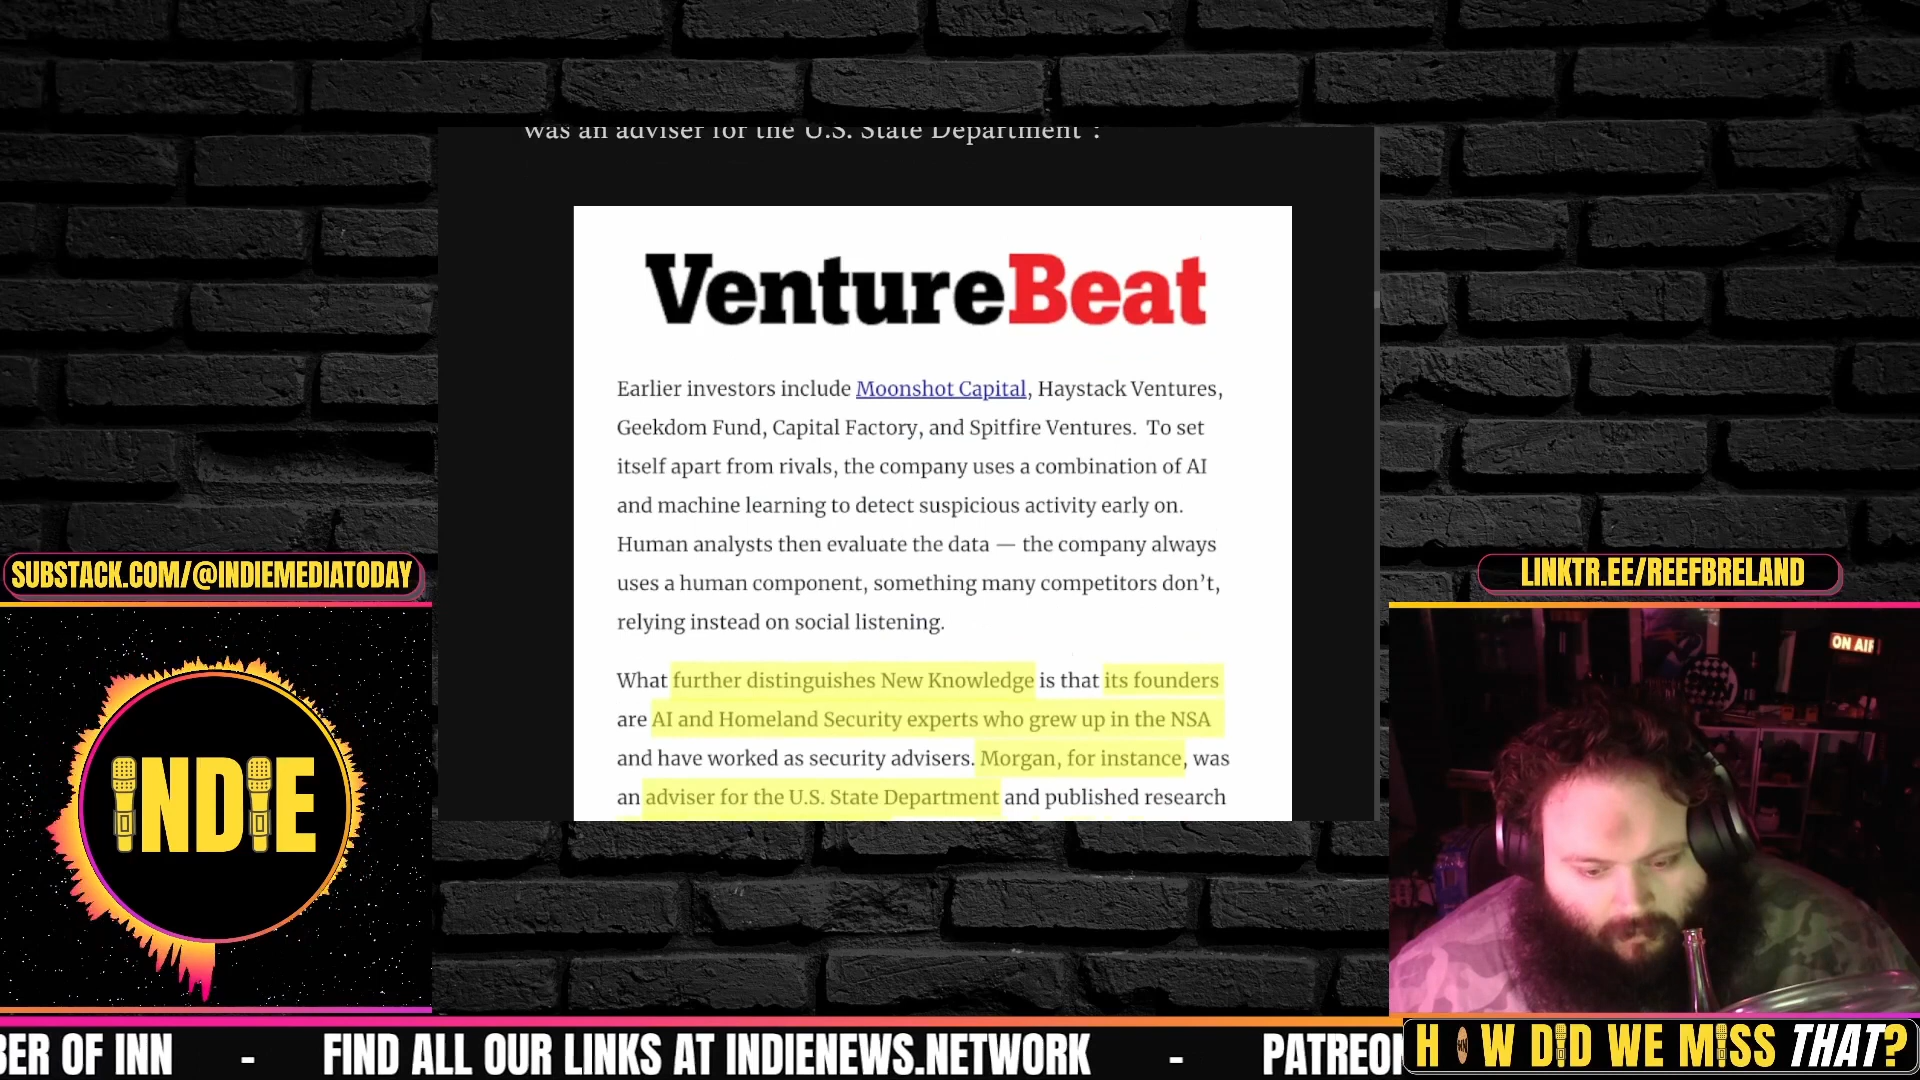 was an adviser for the U.S. State Department":
VentureBeat
Earlier investors include Moonshot Capital, Haystack Ventures,
Geekdom Fund, Capital Factory, and Spitfire Ventures. To set
itself apart from rivals, the company uses a combination of AI
and machine learning to detect suspicious activity early on.
Human analysts then evaluate the data — the company always
uses a human component, something many competitors don’t,
relying instead on social listening.
What further distinguishes New Knowledge is that its founders
are AI and Homeland Security experts who grew up in the NSA
and have worked as security advisers. Morgan, for instance, was
an adviser for the U.S. State Department and published research
SUBSTACK.COM/@INDIEMEDIATODAY
INDIE
LINKTR.EE/REEFBRELAND
ON AIR
BER OF INN - FIND ALL OUR LINKS AT INDIENEWS.NETWORK - PATREON
HOW DID WE MISS THAT?